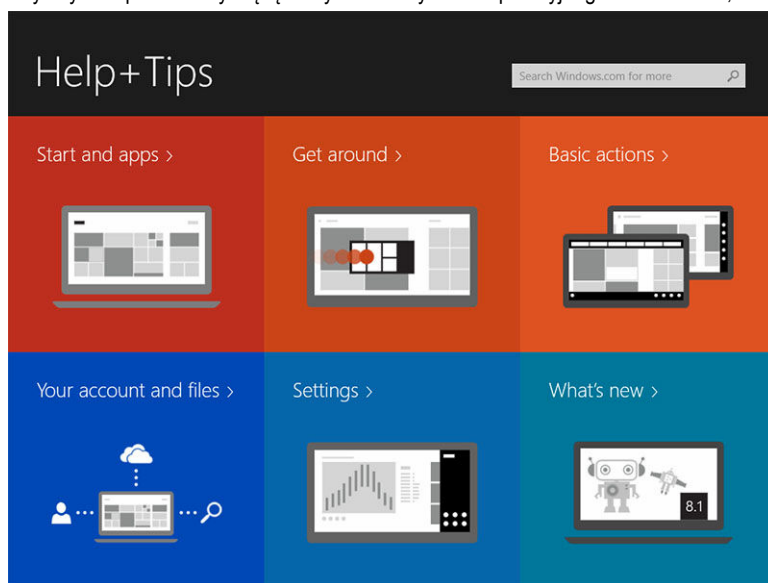 Help+Tips
Search Windows.com for more
Start and apps >
Get around >
Basic actions >
Your account and files >
Settings >
What's new >
8.1